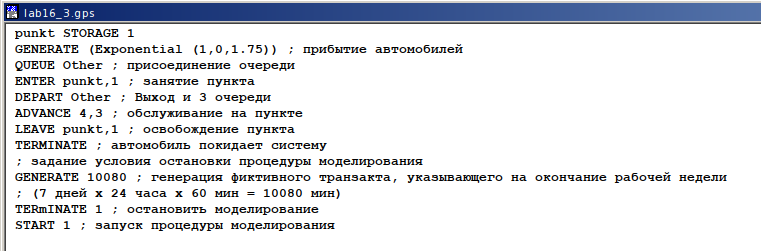 lab16_3.gps
punkt STORAGE 1
GENERATE (Exponential (1,0,1.75)) ; прибытие автомобилей
QUEUE Other ; присоединение очереди
ENTER punkt,1 ; занятие пункта
DEPART Other ; Выход и 3 очереди
ADVANCE 4,3 ; обслуживание на пункте
LEAVE punkt,1 ; освобождение пункта
TERMINATE ; автомобиль покидает систему
; задание условия остановки процедуры моделирования
GENERATE 10080 ; генерация фиктивного транзакта, указывающего на окончание рабочей недели
; (7 дней x 24 часа x 60 мин = 10080 мин)
TERmINATE 1 ; остановить моделирование
START 1 ; запуск процедуры моделирования